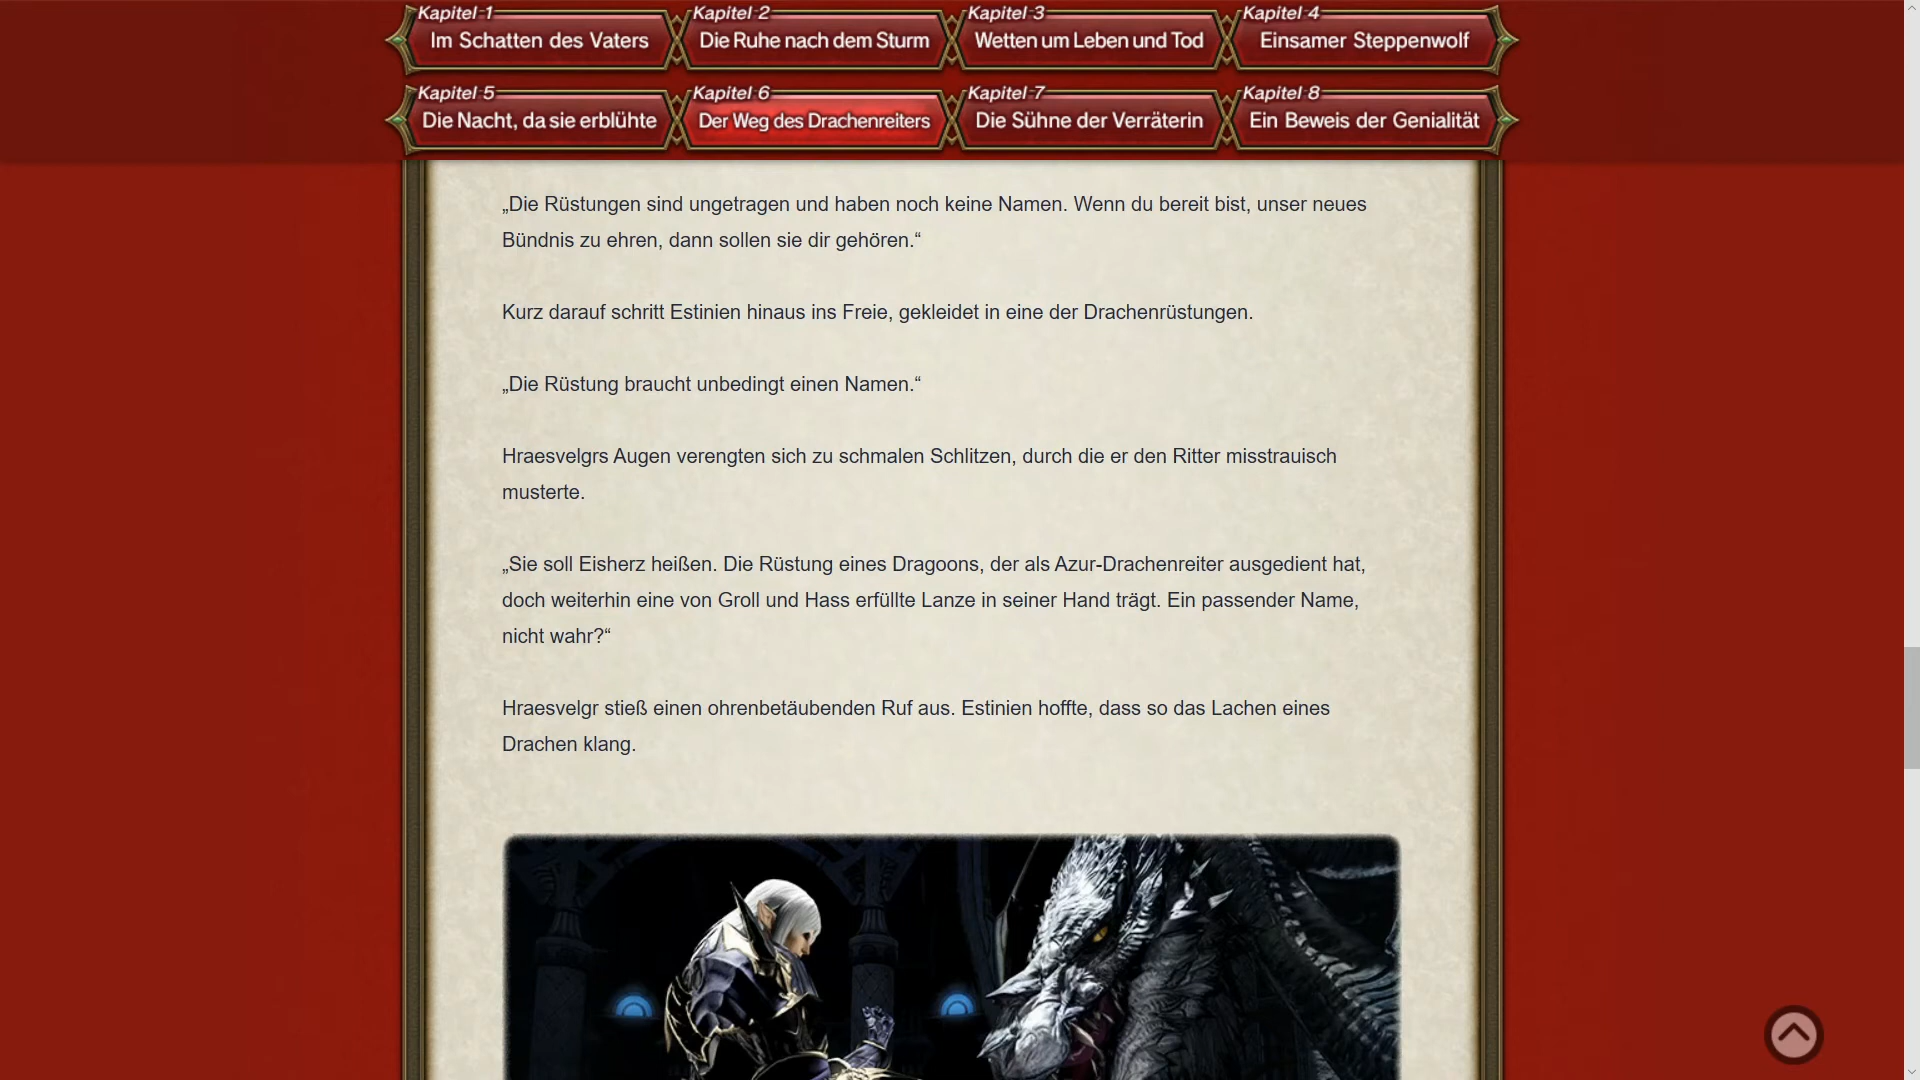 Kapitel 1
Im Schatten des Vaters
Kapitel 2
Die Ruhe nach dem Sturm
Kapitel 3
Wetten um Leben und Tod
Kapitel 4
Einsamer Steppenwolf
Kapitel 5
Die Nacht, da sie erblühte
Kapitel 6
Der Weg des Drachenreiters
Kapitel 7
Die Sühne der Verräterin
Kapitel 8
Ein Beweis der Genialität
„Die Rüstungen sind ungetragen und haben noch keine Namen. Wenn du bereit bist, unser neues
Bündnis zu ehren, dann sollen sie dir gehören.“
Kurz darauf schritt Estinien hinaus ins Freie, gekleidet in eine der Drachenrüstungen.
„Die Rüstung braucht unbedingt einen Namen.“
Hraesvelgrs Augen verengten sich zu schmalen Schlitzen, durch die er den Ritter misstrauisch
musterte.
„Sie soll Eisherz heißen. Die Rüstung eines Dragoons, der als Azur-Drachenreiter ausgedient hat,
doch weiterhin eine von Groll und Hass erfüllte Lanze in seiner Hand trägt. Ein passender Name,
nicht wahr?“
Hraesvelgr stieß einen ohrenbetäubenden Ruf aus. Estinien hoffte, dass so das Lachen eines
Drachen klang.